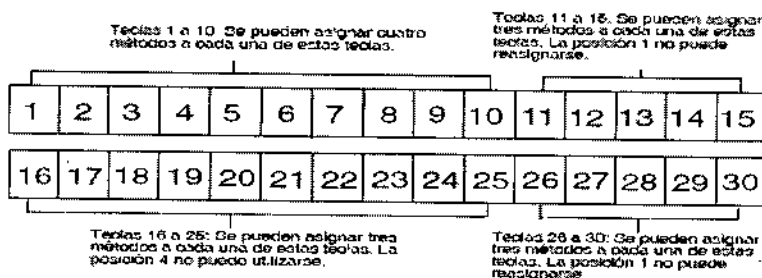 Teclas 1 a 10: Se pueden asignar cuatro
métodos a cada una de estas teclas.
Teclas 11 a 15: Se pueden asignar
tres métodos a cada una de estas
teclas. La posición 1 no puede
reasignarse.
1 2 3 4 5 6 7 8 9 10 11 12 13 14 15
16 17 18 19 20 21 22 23 24 25 26 27 28 29 30
Teclas 16 a 25: Se pueden asignar tres
métodos a cada una de estas teclas. La
posición 4 no puede utilizarse.
Teclas 26 a 30: Se pueden asignar
tres métodos a cada una de estas
teclas. La posición 1 no puede
reasignarse